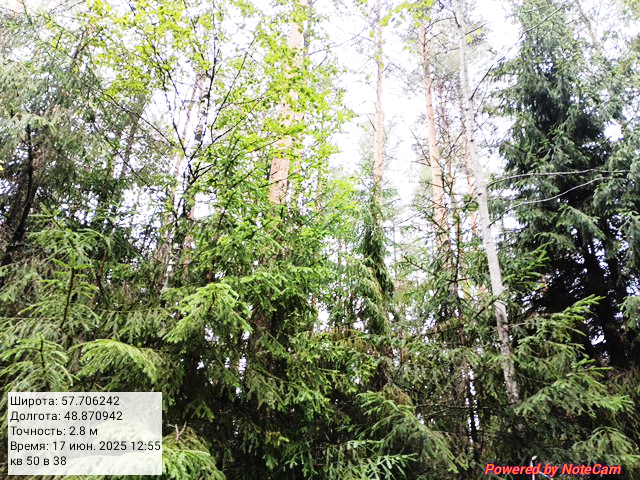 Широта: 57.706242
Долгота: 48.870942
Точность: 2.8 м
Время: 17 июн. 2025 12:55
кв 50 в 38
Powered by NoteCam